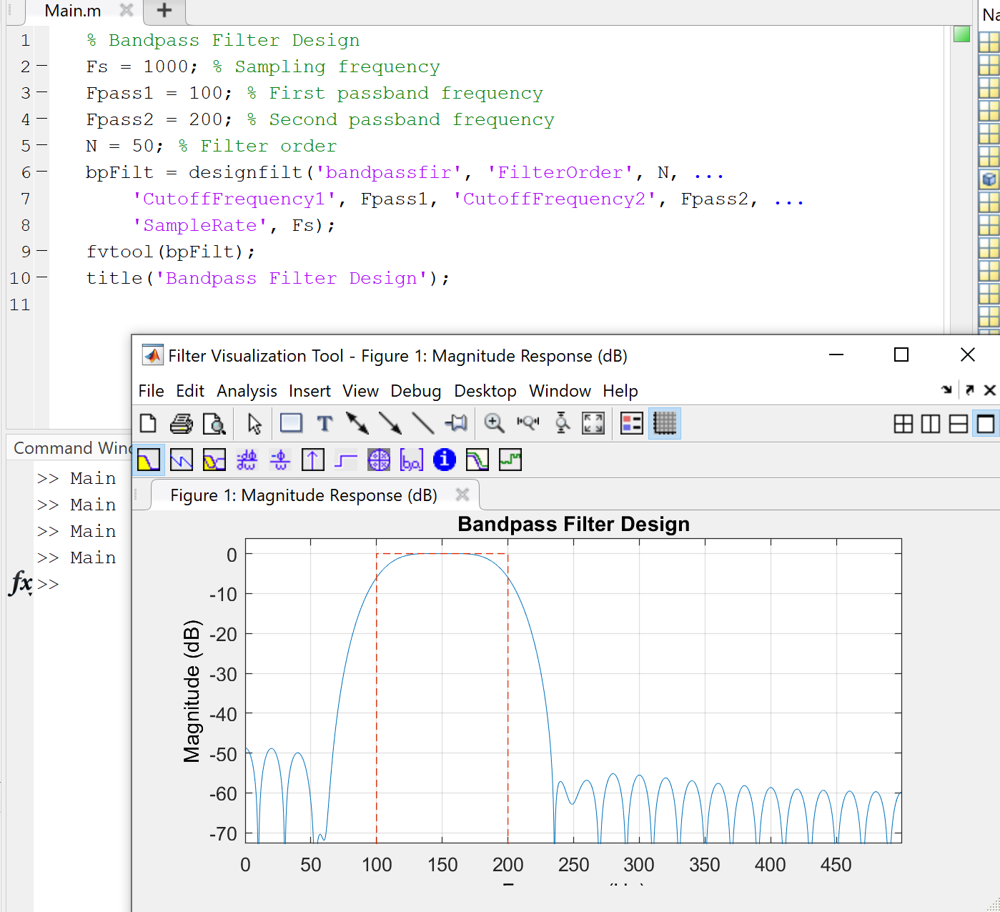 Main.m
Na
1 % Bandpass Filter Design
2 Fs = 1000; % Sampling frequency
3 Fpass1 = 100; % First passband frequency
4 Fpass2 = 200; % Second passband frequency
5 N = 50; % Filter order
6 bpFilt = designfilt('bandpassfir', 'FilterOrder', N, ...
7 'CutoffFrequency1', Fpass1, 'CutoffFrequency2', Fpass2, ...
8 'SampleRate', Fs);
9 fvtool(bpFilt);
10 title('Bandpass Filter Design');
11
Filter Visualization Tool - Figure 1: Magnitude Response (dB)
File Edit Analysis Insert View Debug Desktop Window Help
Command Wind
>> Main
>> Main
>> Main
>> Main
fx >>
Figure 1: Magnitude Response (dB)
Bandpass Filter Design
Magnitude (dB)
0
-10
-20
-30
-40
-50
-60
-70
0 50 100 150 200 250 300 350 400 450